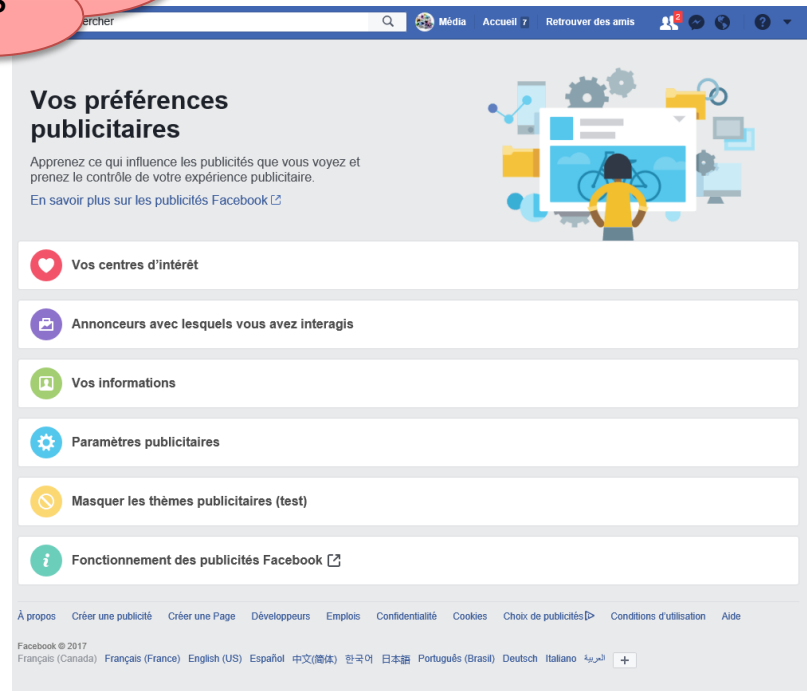 ercher Média Accueil 7 Retrouver des amis 2
Vos préférences
publicitaires
Apprenez ce qui influence les publicités que vous voyez et
prenez le contrôle de votre expérience publicitaire.
En savoir plus sur les publicités Facebook
Vos centres d'intérêt
Annonceurs avec lesquels vous avez interagis
Vos informations
Paramètres publicitaires
Masquer les thèmes publicitaires (test)
Fonctionnement des publicités Facebook
À propos Créer une publicité Créer une Page Développeurs Emplois Confidentialité Cookies Choix de publicités Conditions d'utilisation Aide
Facebook © 2017
Français (Canada) Français (France) English (US) Español 中文(简体) 한국어 日本語 Português (Brasil) Deutsch Italiano العربية +